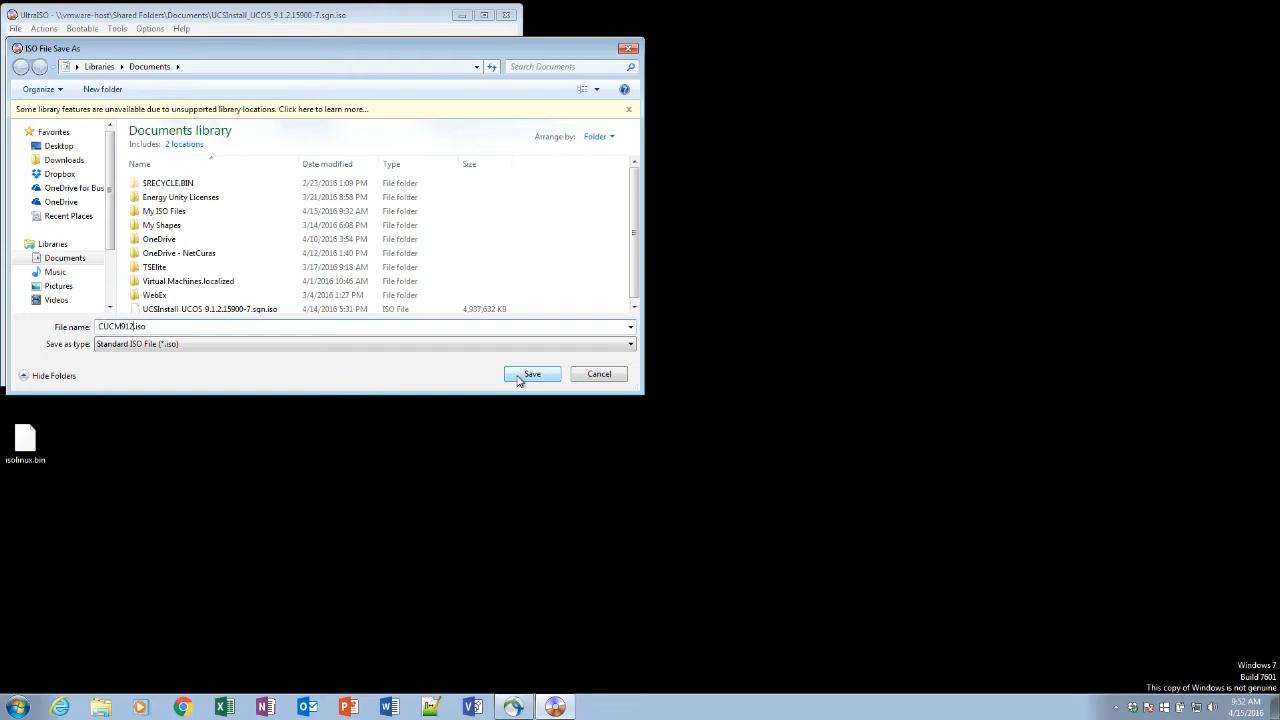 UltraISO - \\vmware-host\Shared Folders\Documents\UCSInstall_UCOS_9.1.2.15900-7.sgn.iso
File Actions Bootable Tools Options Help
ISO File Save As
Libraries Documents Search Documents
Organize New folder
Some library features are unavailable due to unsupported library locations. Click here to learn more...
Favorites
Desktop
Downloads
Dropbox
OneDrive for Bus
OneDrive
Recent Places
Libraries
Documents
Music
Pictures
Videos
Documents library
Includes: 2 locations
Arrange by: Folder
Name Date modified Type Size
$RECYCLE.BIN 2/23/2016 1:09 PM File folder
Energy Unity Licenses 3/21/2016 8:58 PM File folder
My ISO Files 4/15/2016 9:32 AM File folder
My Shapes 3/14/2016 6:08 PM File folder
OneDrive 4/10/2016 3:54 PM File folder
OneDrive - NetCuras 4/12/2016 1:40 PM File folder
TSElite 3/17/2016 9:18 AM File folder
Virtual Machines.localized 4/1/2016 10:46 AM File folder
WebEx 3/4/2016 1:27 PM File folder
UCSInstall_UCOS_9.1.2.15900-7.sgn.iso 4/14/2016 5:31 PM ISO File 4,937,632 KB
File name: CUCM912.iso
Save as type: Standard ISO File (*.iso)
Hide Folders Save Cancel
isolinux.bin
Windows 7
Build 7601
This copy of Windows is not genuine
9:52 AM
4/15/2016